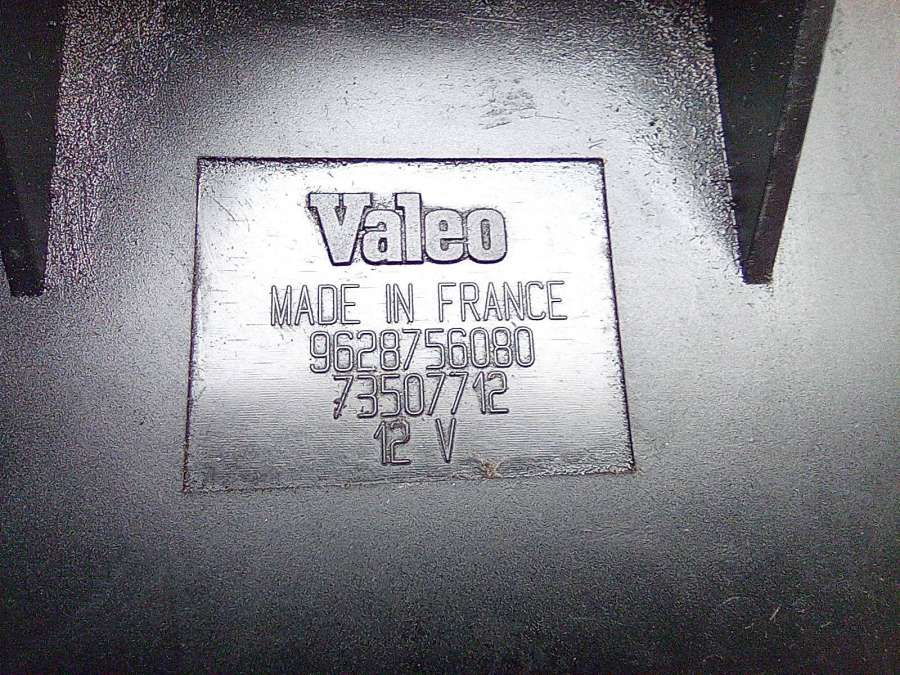 Valeo
MADE IN FRANCE
9628756080
73507712
12 V